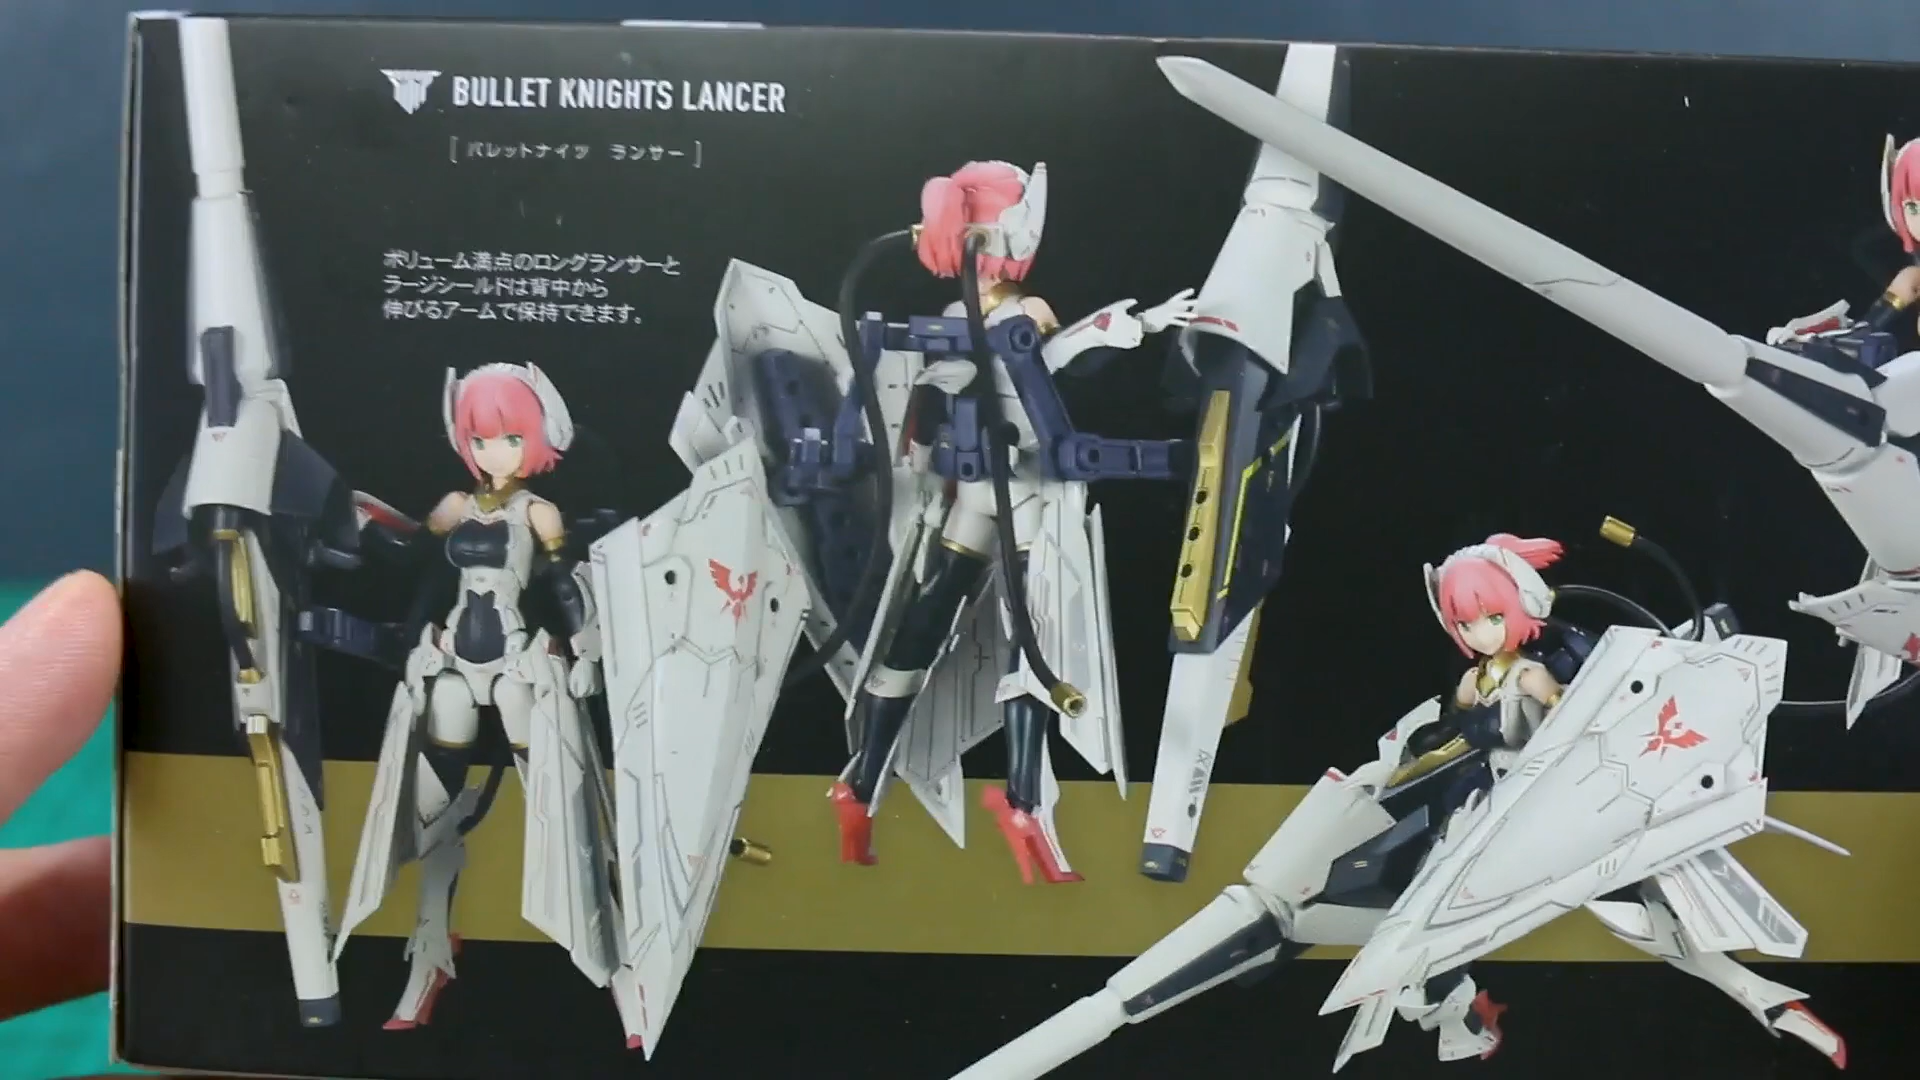 BULLET KNIGHTS LANCER
[ バレットナイツ ランサー ]
ボリューム満点のロングランサーと
ラージシールドは背中から
伸びるアームで保持できます。